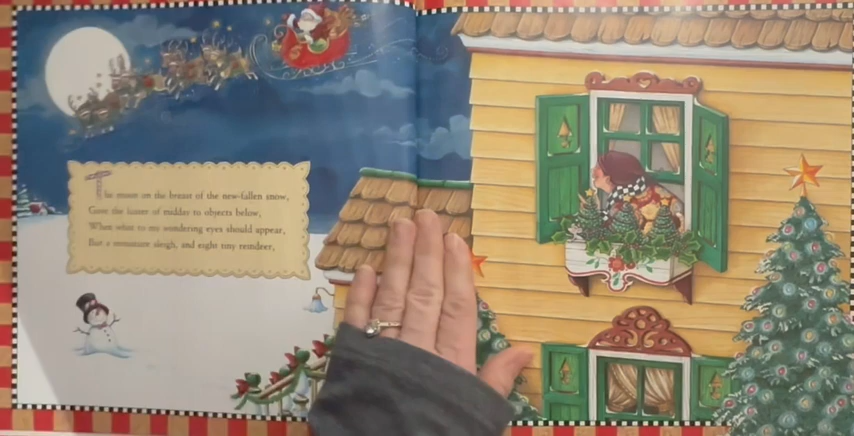 The moon on the breast of the new-fallen snow,
Gave the luster of midday to objects below,
When what to my wondering eyes should appear,
But a miniature sleigh, and eight tiny reindeer,